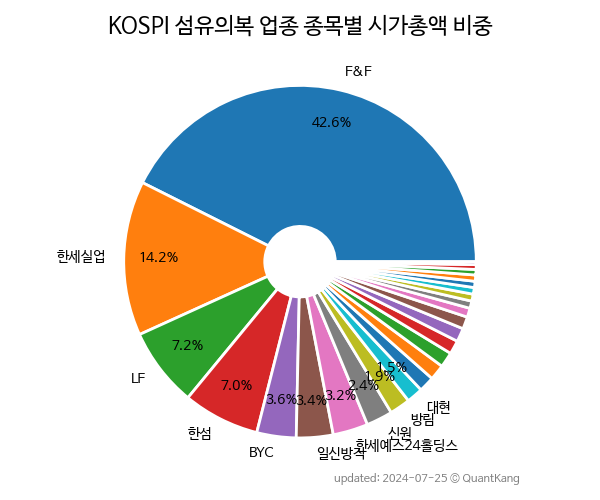 KOSPI 섬유의복 업종 종목별 시가총액 비중
F&F
42.6%
한세실업
14.2%
LF
7.2%
한섬
7.0%
BYC
3.6%
일신방직
3.4%
한세예스24홀딩스
3.2%
신원
2.4%
방림
1.9%
대현
1.5%
updated: 2024-07-25 © QuantKang